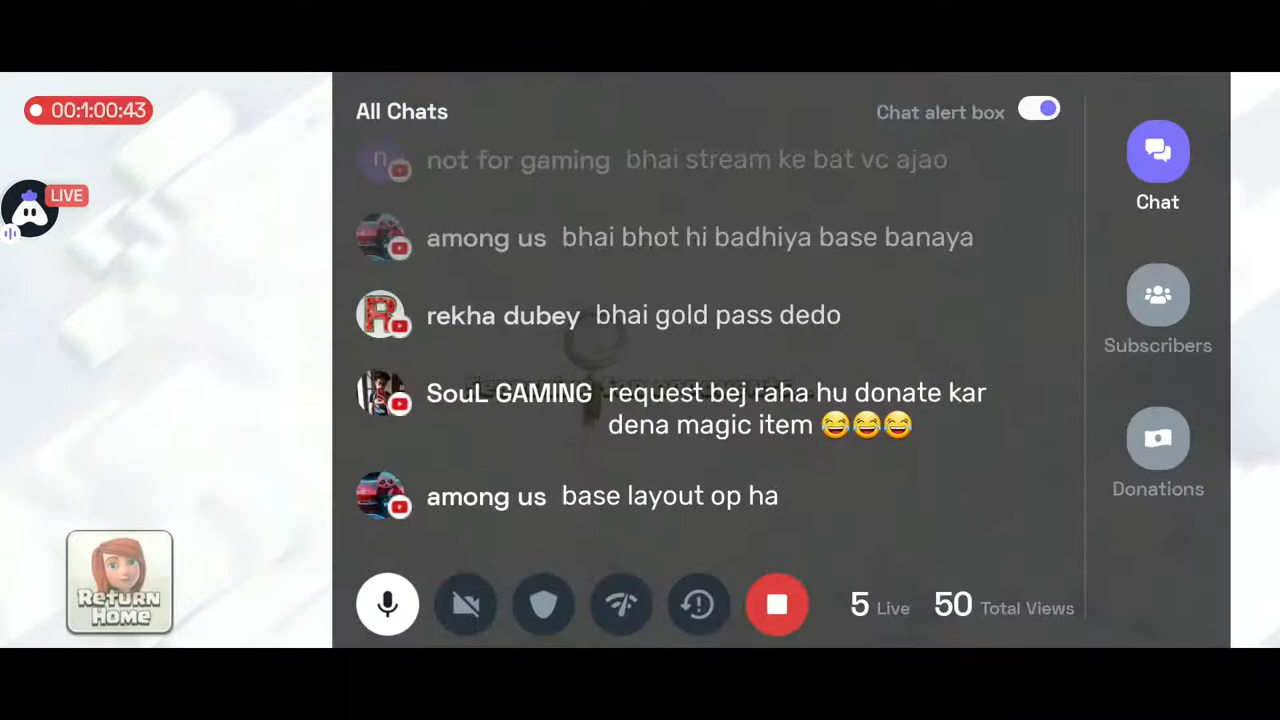 00:1:00:43
LIVE
All Chats
Chat alert box
not for gaming bhai stream ke bat vc ajao
among us bhai bhot hi badhiya base banaya
rekha dubey bhai gold pass dedo
SouL GAMING request bej raha hu donate kar
dena magic item 😂😂😂
among us base layout op ha
5 Live 50 Total Views
Chat
Subscribers
Donations
RETURN
HOME